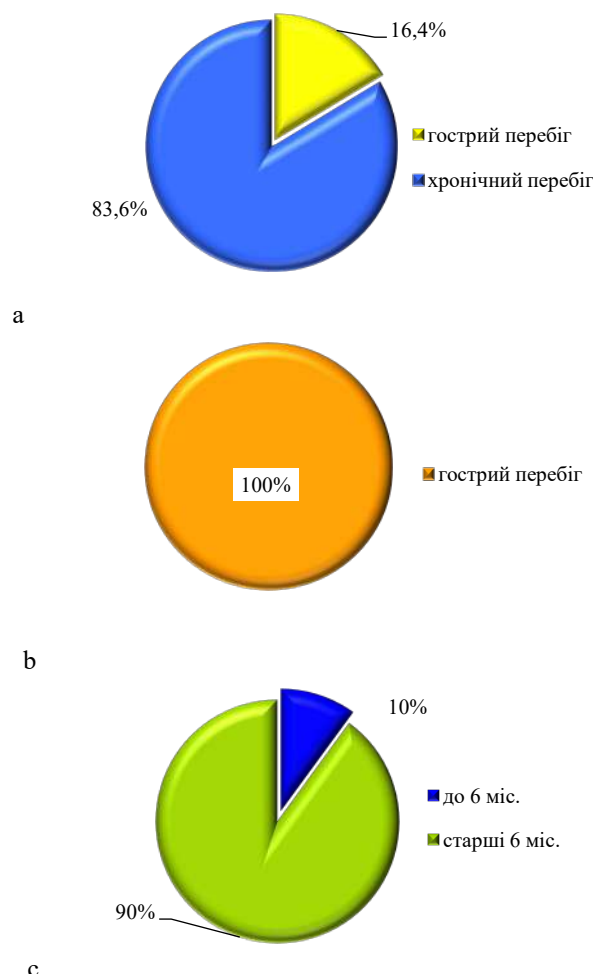 16,4%
гострий перебіг
хронічний перебіг
83,6%
а
100%
гострий перебіг
b
10%
до 6 міс.
старші 6 міс.
90%
c